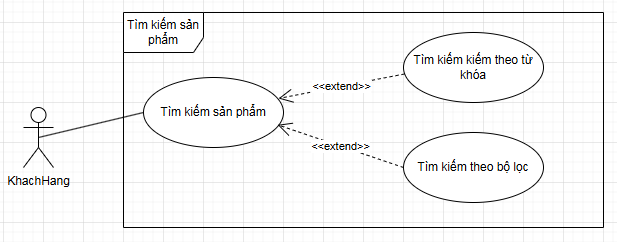 Tìm kiếm sản
phẩm
Tìm kiếm kiếm theo từ
khóa
<<extend>>
Tìm kiếm sản phẩm
<<extend>>
Tìm kiếm theo bộ lọc
KhachHang